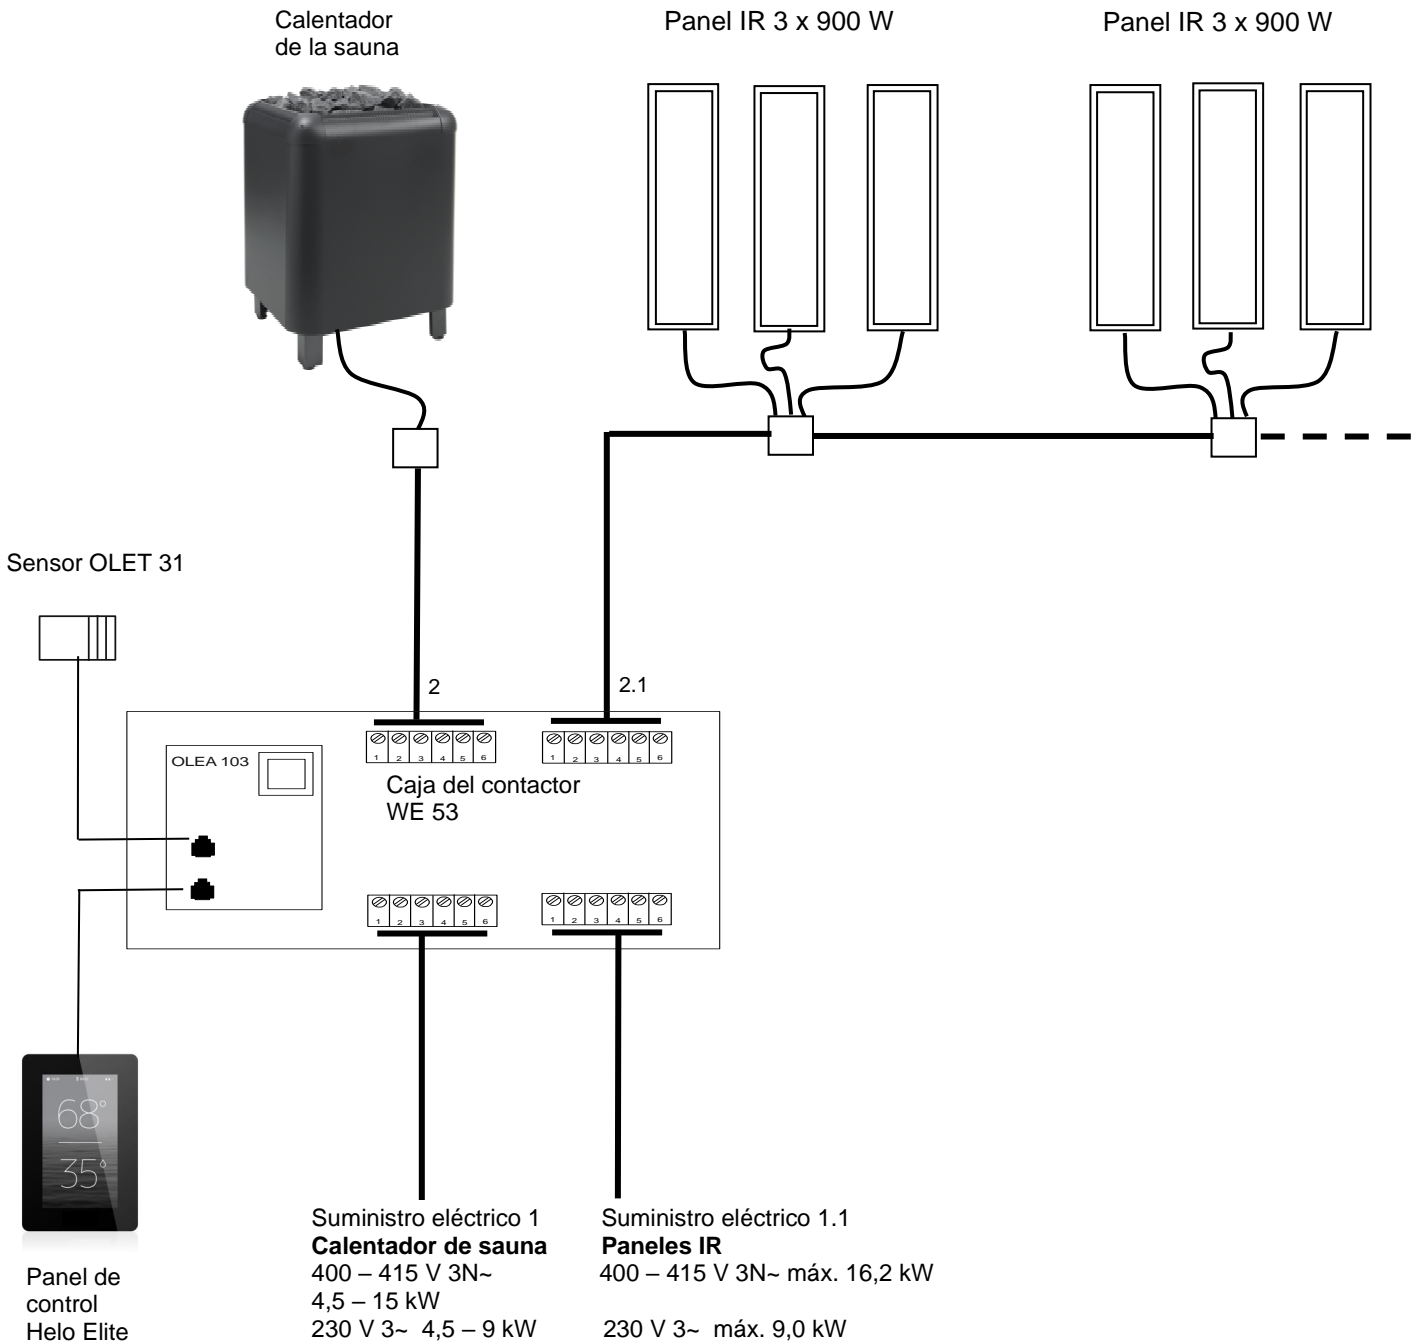 Calentador
de la sauna
Panel IR 3 x 900 W
Panel IR 3 x 900 W
Sensor OLET 31
2
2.1
OLEA 103
1 2 3 4 5 6
1 2 3 4 5 6
Caja del contactor
WE 53
1 2 3 4 5 6
1 2 3 4 5 6
68°
35°
Panel de
control
Helo Elite
Suministro eléctrico 1
Calentador de sauna
400 – 415 V 3N~
4,5 – 15 kW
230 V 3~ 4,5 – 9 kW
Suministro eléctrico 1.1
Paneles IR
400 – 415 V 3N~ máx. 16,2 kW
230 V 3~ máx. 9,0 kW